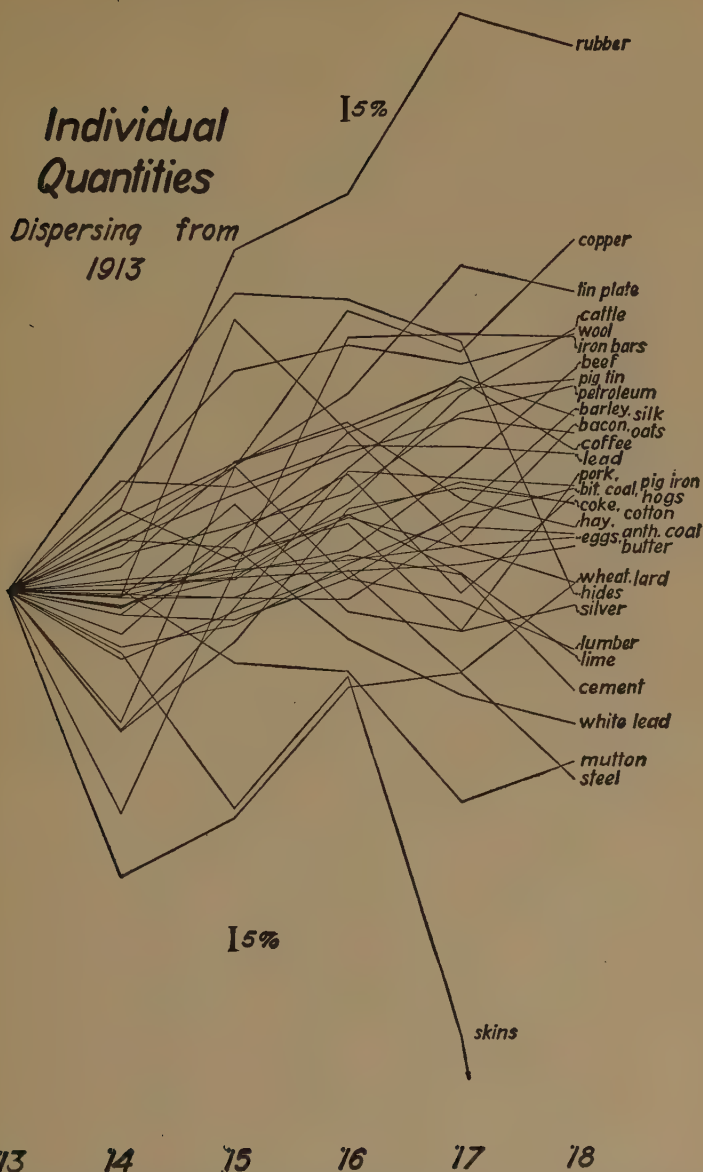 rubber
5%
Individual
Quantities
Dispersing from
1913
copper
tin plate
cattle
wool
iron bars
beef
pig tin
petroleum
barley, silk
bacon, oats
coffee
lead
pork, pig iron
bit. coal, hogs
coke, cotton
hay, anth. coal
eggs, butter
wheat, lard
hides
silver
lumber
lime
cement
white lead
mutton
steel
5%
skins
'13 '14 '15 '16 '17 '18